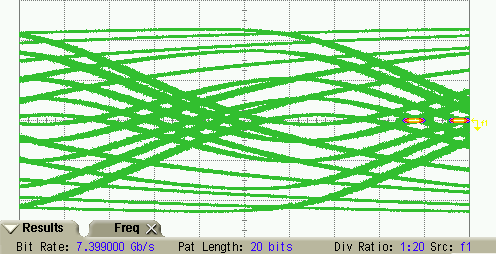 Results Freq
Bit Rate: 7.399000 Gb/s Pat Length: 20 bits Div Ratio: 1:20 Src: f1